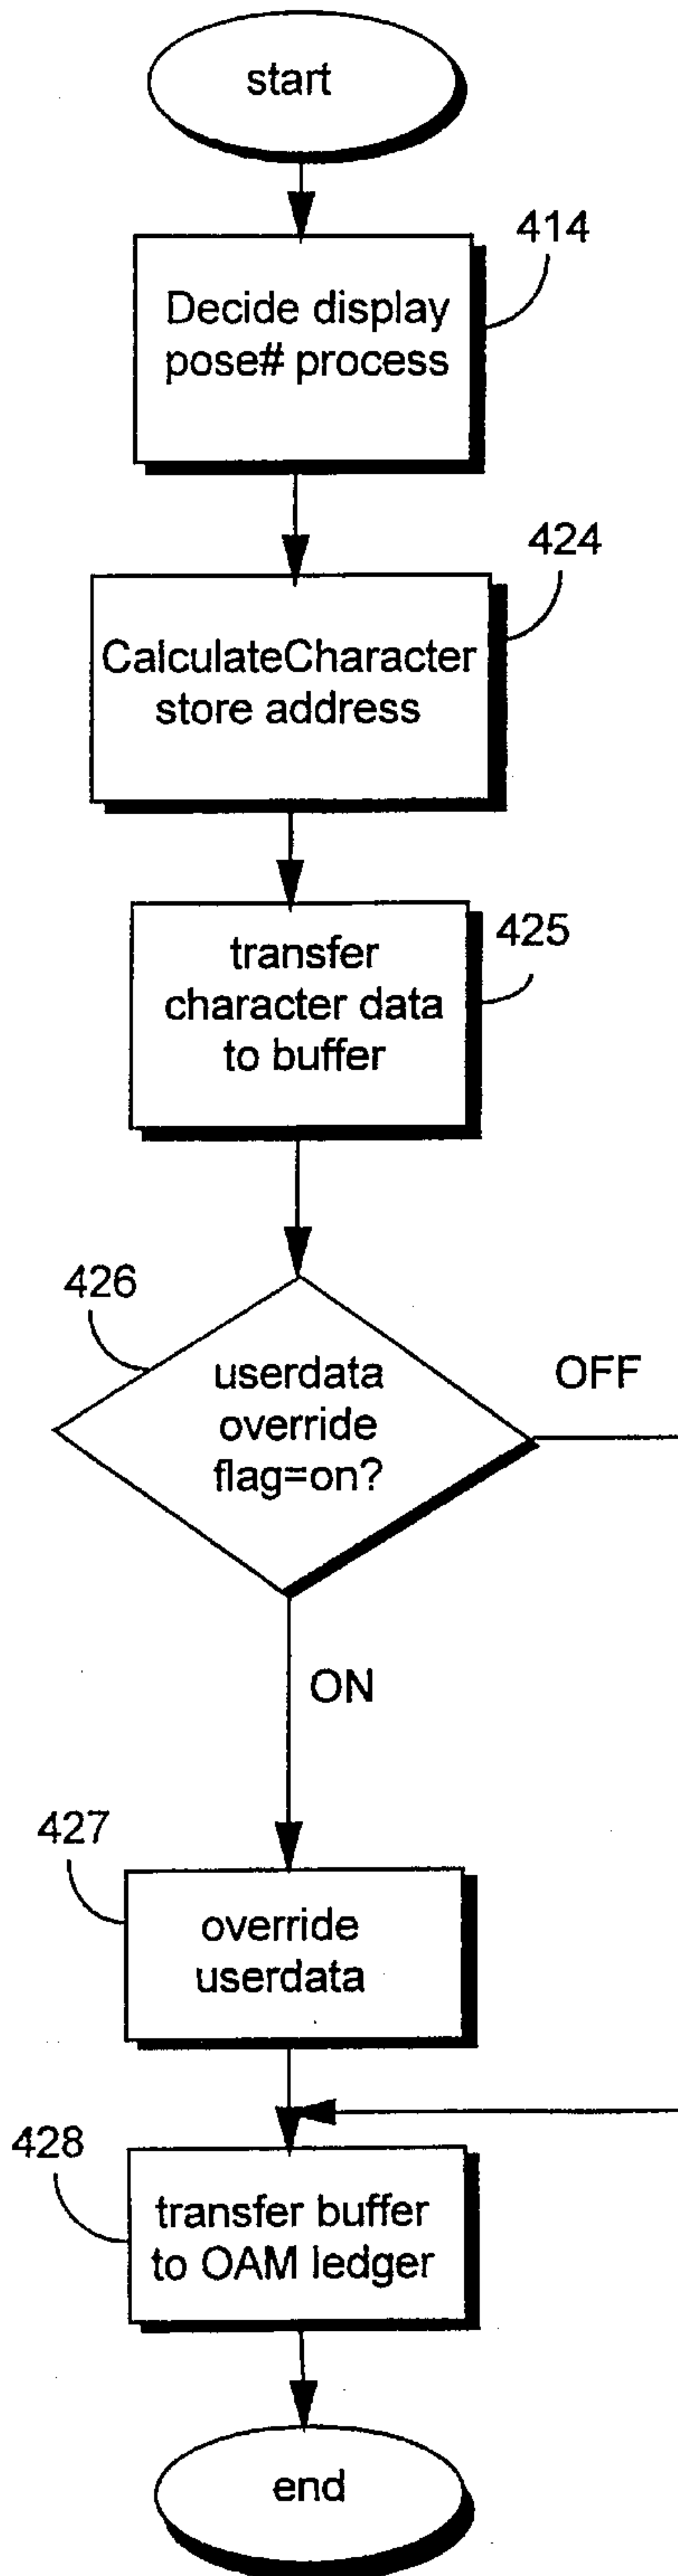 start
414
Decide display
pose# process
424
CalculateCharacter
store address
425
transfer
character data
to buffer
426
userdata
override
flag=on?
OFF
ON
427
override
userdata
428
transfer buffer
to OAM ledger
end